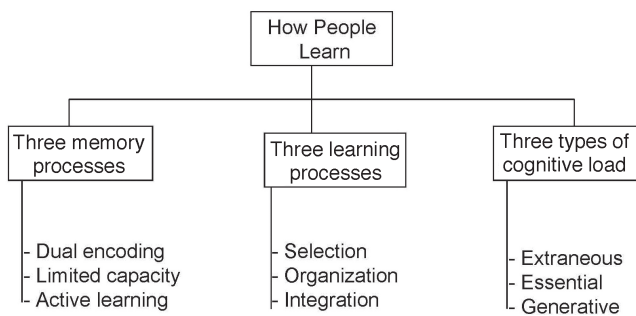 How People
Learn
Three memory
processes
- Dual encoding
- Limited capacity
- Active learning
Three learning
processes
- Selection
- Organization
- Integration
Three types of
cognitive load
- Extraneous
- Essential
- Generative